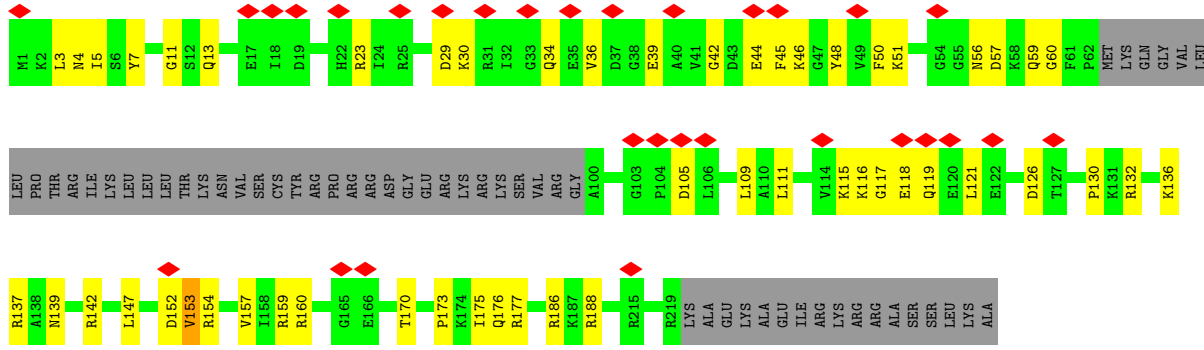 M1 K2 L3 N4 I5 S6 Y7 G11 S12 Q13 E17 I18 D19 H22 R23 I24 R25 D29 K30 R31 I32 G33 Q34 E35 V36 D37 G38 E39 A40 V41 G42 D43 E44 F45 K46 G47 Y48 V49 F50 K51 G54 G55 N56 D57 K58 Q59 G60 F61 P62 MET LYS GLN GLY VAL LEU
LEU PRO THR ARG ILE LYS LEU LEU LEU THR LYS ASN VAL SER CYS TYR ARG PRO ARG ARG ASP GLY GLU ARG LYS ARG LYS SER VAL ARG GLY A100 G103 P104 D105 L106 L109 A110 L111 V114 K115 K116 G117 E118 Q119 E120 L121 E122 D126 T127 P130 K131 R132 K136
R137 A138 N139 R142 L147 D152 V153 R154 V157 I158 R159 R160 G165 E166 T170 P173 K174 I175 Q176 R177 R186 K187 R188 R215 R219 LYS ALA GLU LYS ALA GLU ILE ARG LYS ARG ARG ALA SER SER LEU LYS ALA